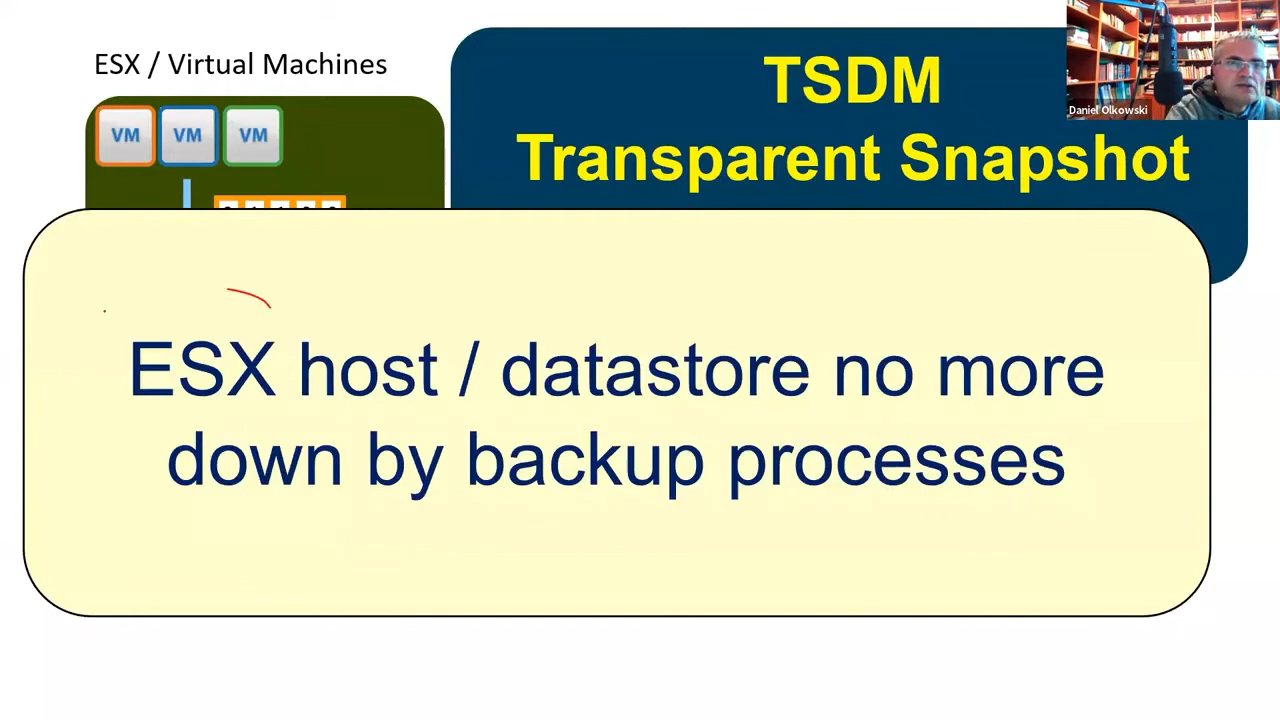 ESX / Virtual Machines
VM VM VM
TSDM
Transparent Snapshot
Daniel Olkowski
ESX host / datastore no more
down by backup processes